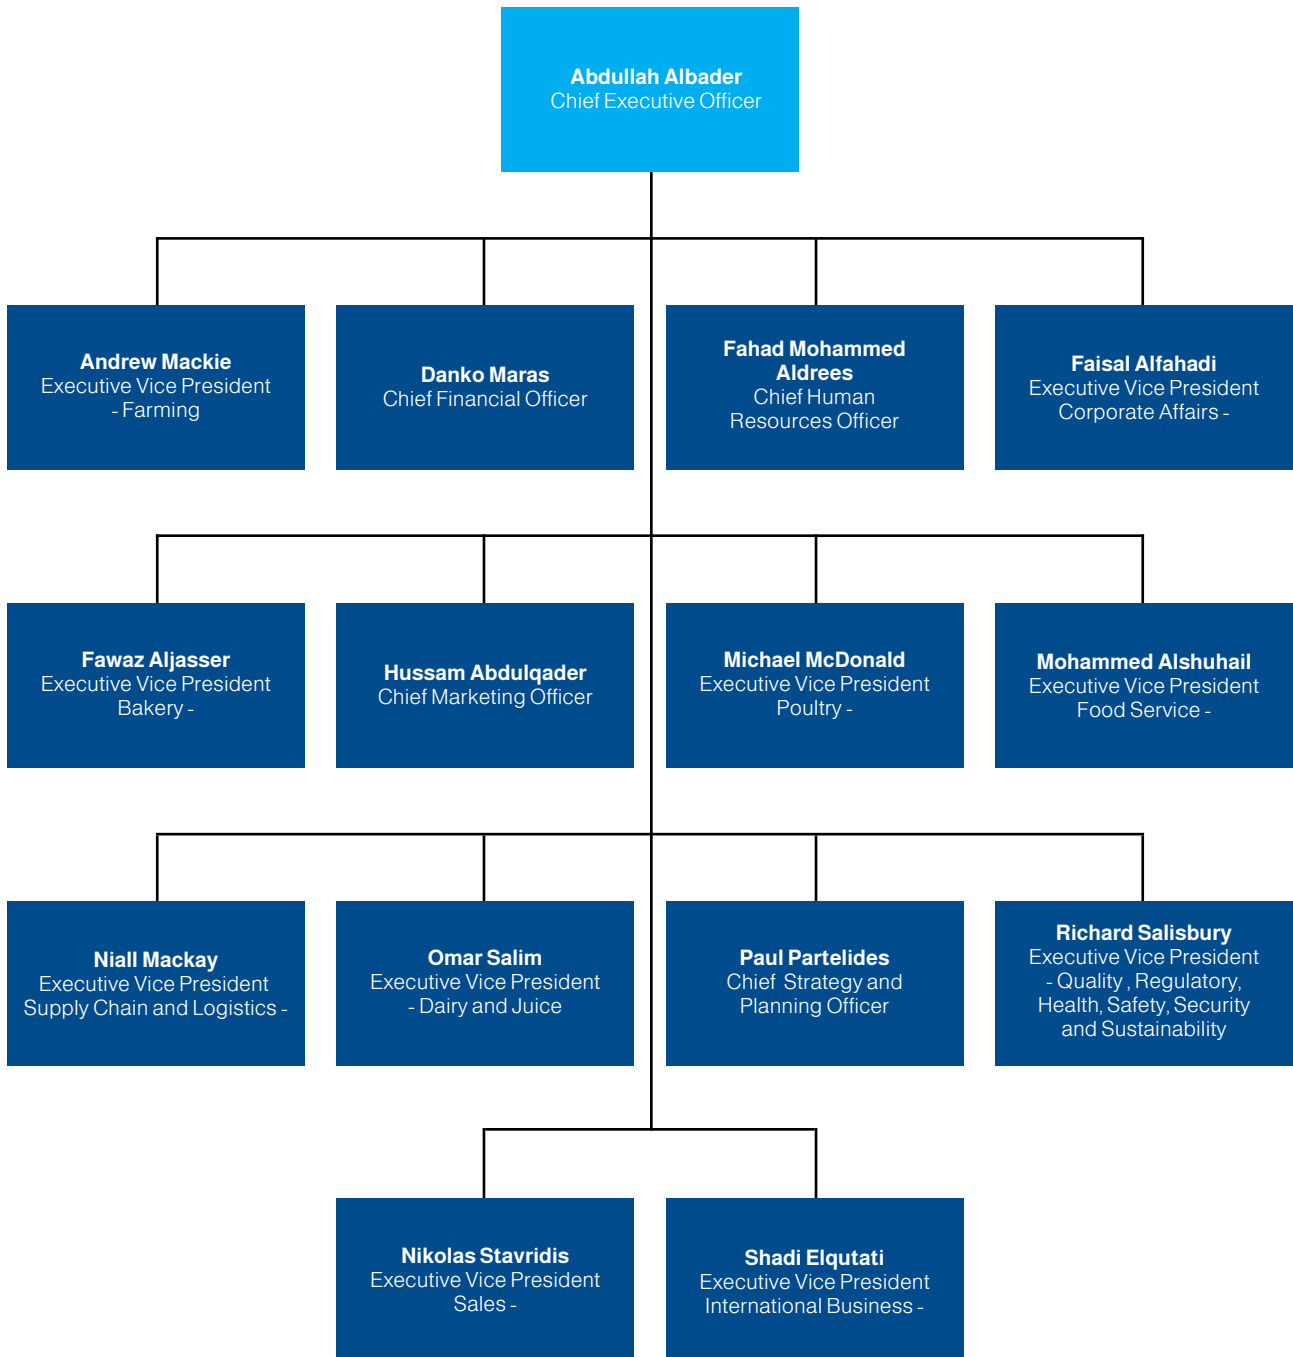 Abdullah Albader
Chief Executive Officer
Andrew Mackie
Executive Vice President
- Farming
Danko Maras
Chief Financial Officer
Fahad Mohammed
Aldrees
Chief Human
Resources Officer
Faisal Alfahadi
Executive Vice President
Corporate Affairs -
Fawaz Aljasser
Executive Vice President
Bakery -
Hussam Abdulqader
Chief Marketing Officer
Michael McDonald
Executive Vice President
Poultry -
Mohammed Alshuhail
Executive Vice President
Food Service -
Niall Mackay
Executive Vice President
Supply Chain and Logistics -
Omar Salim
Executive Vice President
- Dairy and Juice
Paul Partelides
Chief  Strategy and
Planning Officer
Richard Salisbury
Executive Vice President
- Quality , Regulatory,
Health, Safety, Security
and Sustainability
Nikolas Stavridis
Executive Vice President
Sales -
Shadi Elqutati
Executive Vice President
International Business -